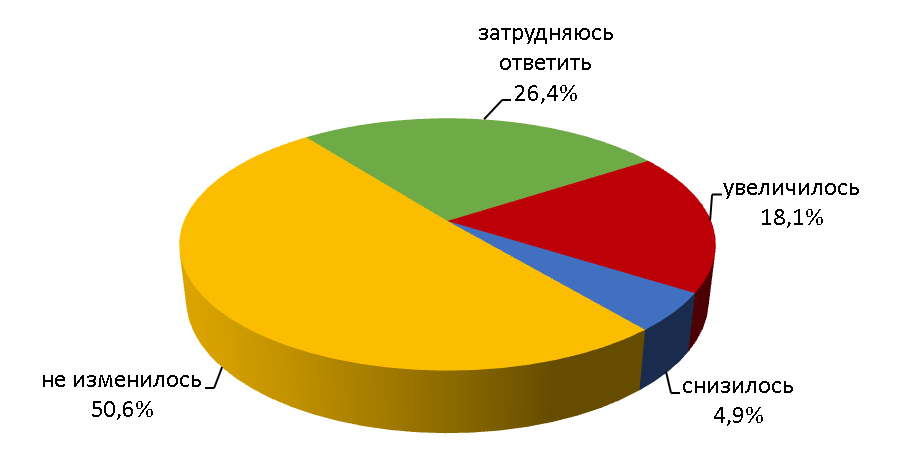 затрудняюсь
ответить
26,4%
увеличилось
18,1%
не изменилось
50,6%
снизилось
4,9%